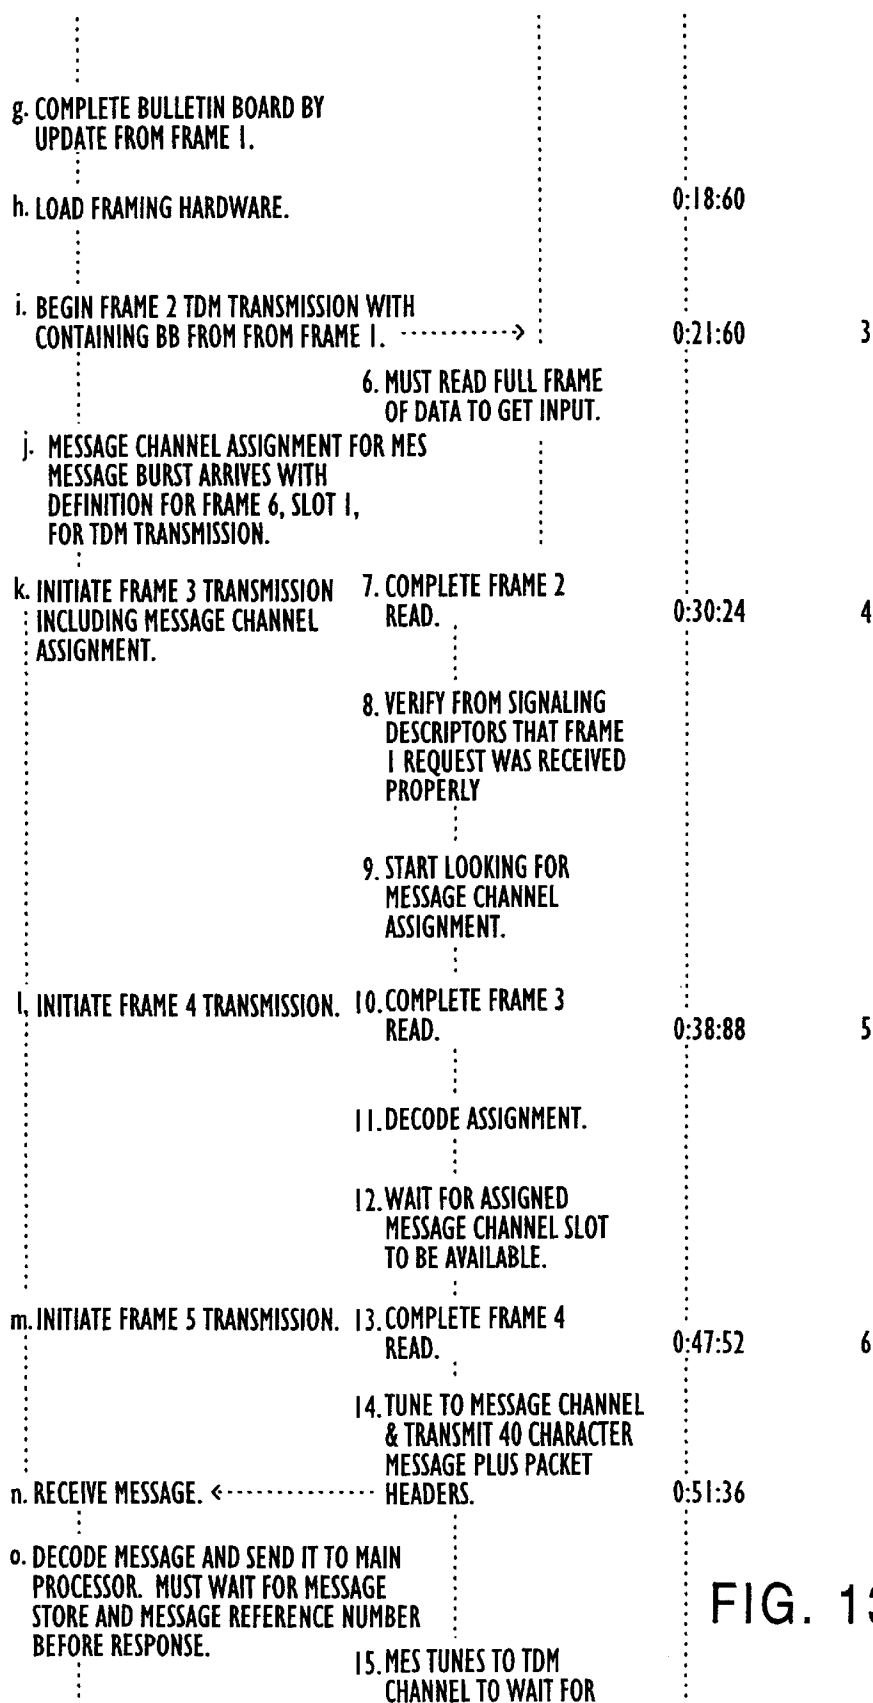 g. COMPLETE BULLETIN BOARD BY
UPDATE FROM FRAME 1.
h. LOAD FRAMING HARDWARE.
0:18:60
i. BEGIN FRAME 2 TDM TRANSMISSION WITH
CONTAINING BB FROM FROM FRAME 1.
0:21:60
3
6. MUST READ FULL FRAME
OF DATA TO GET INPUT.
j. MESSAGE CHANNEL ASSIGNMENT FOR MES
MESSAGE BURST ARRIVES WITH
DEFINITION FOR FRAME 6, SLOT 1,
FOR TDM TRANSMISSION.
k. INITIATE FRAME 3 TRANSMISSION
INCLUDING MESSAGE CHANNEL
ASSIGNMENT.
7. COMPLETE FRAME 2
READ.
0:30:24
4
8. VERIFY FROM SIGNALING
DESCRIPTORS THAT FRAME
1 REQUEST WAS RECEIVED
PROPERLY
9. START LOOKING FOR
MESSAGE CHANNEL
ASSIGNMENT.
l. INITIATE FRAME 4 TRANSMISSION.
10. COMPLETE FRAME 3
READ.
0:38:88
5
11. DECODE ASSIGNMENT.
12. WAIT FOR ASSIGNED
MESSAGE CHANNEL SLOT
TO BE AVAILABLE.
m. INITIATE FRAME 5 TRANSMISSION.
13. COMPLETE FRAME 4
READ.
0:47:52
6
14. TUNE TO MESSAGE CHANNEL
& TRANSMIT 40 CHARACTER
MESSAGE PLUS PACKET
HEADERS.
n. RECEIVE MESSAGE.
0:51:36
o. DECODE MESSAGE AND SEND IT TO MAIN
PROCESSOR. MUST WAIT FOR MESSAGE
STORE AND MESSAGE REFERENCE NUMBER
BEFORE RESPONSE.
FIG. 13
15. MES TUNES TO TDM
CHANNEL TO WAIT FOR